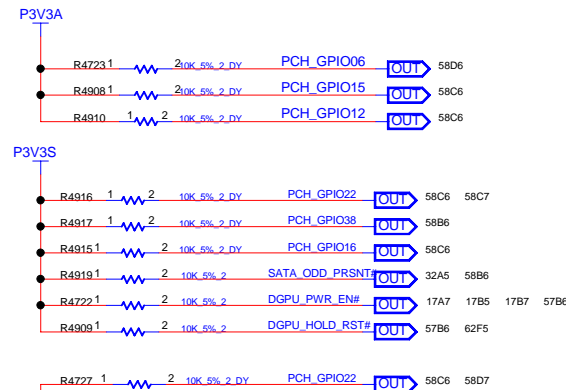 P3V3A
R4723 1 2 10K_5%_2_DY PCH_GPIO06 OUT 58D6
R4908 1 2 10K_5%_2_DY PCH_GPIO15 OUT 58C6
R4910 1 2 10K_5%_2_DY PCH_GPIO12 OUT 58C6
P3V3S
R4916 1 2 10K_5%_2_DY PCH_GPIO22 OUT 58C6 58C7
R4917 1 2 10K_5%_2_DY PCH_GPIO38 OUT 58B6
R4915 1 2 10K_5%_2_DY PCH_GPIO16 OUT 58C6
R4919 1 2 10K_5%_2 SATA_ODD_PRSNT# OUT 32A5 58B6
R4722 1 2 10K_5%_2 DGPU_PWR_EN# OUT 17A7 17B5 17B7 57B6
R4909 1 2 10K_5%_2 DGPU_HOLD_RST# OUT 57B6 62F5
R4727 1 2 10K_5%_2_DY PCH_GPIO22 OUT 58C6 58D7